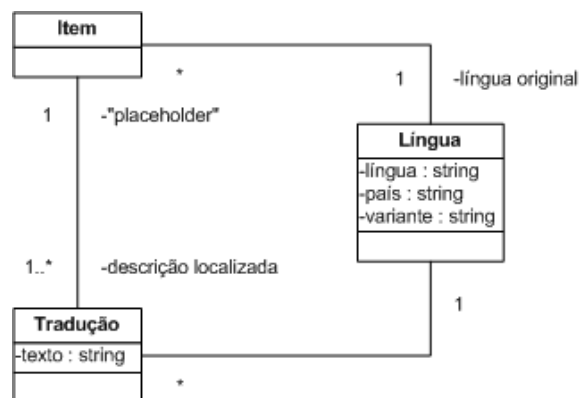 Item
*
1
-língua original
1
-"placeholder"
Língua
-língua : string
-país : string
-variante : string
1..*
-descrição localizada
1
Tradução
-texto : string
*